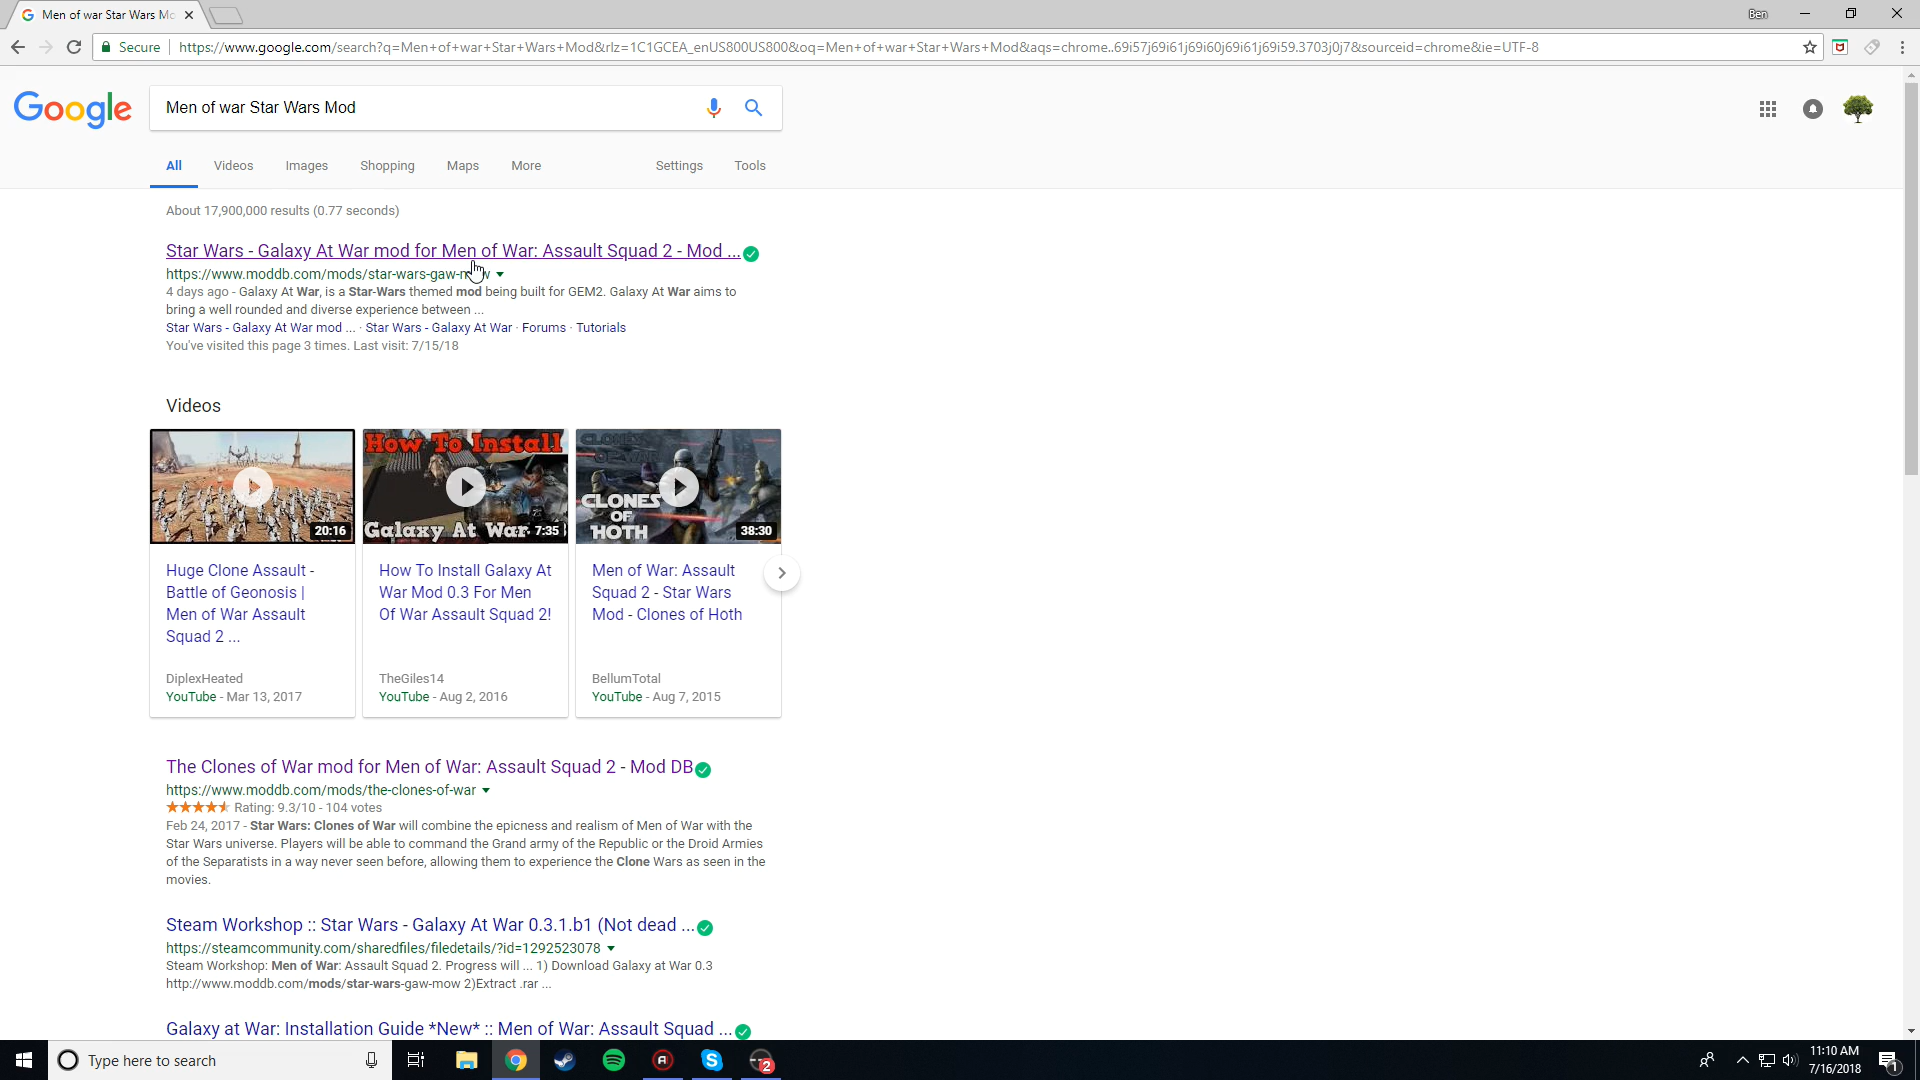 Men of war Star Wars Mo
Ben
Secure https://www.google.com/search?q=Men+of+war+Star+Wars+Mod&rlz=1C1GCEA_enUS800US800&oq=Men+of+war+Star+Wars+Mod&aqs=chrome..69i57j69i61j69i60j69i61j69i59.3703j0j7&sourceid=chrome&ie=UTF-8
Google
Men of war Star Wars Mod
All Videos Images Shopping Maps More Settings Tools
About 17,900,000 results (0.77 seconds)
Star Wars - Galaxy At War mod for Men of War: Assault Squad 2 - Mod ...
https://www.moddb.com/mods/star-wars-gaw-mow
4 days ago - Galaxy At War, is a Star-Wars themed mod being built for GEM2. Galaxy At War aims to
bring a well rounded and diverse experience between ...
Star Wars - Galaxy At War mod ... · Star Wars - Galaxy At War · Forums · Tutorials
You've visited this page 3 times. Last visit: 7/15/18
Videos
20:16
Huge Clone Assault -
Battle of Geonosis |
Men of War Assault
Squad 2 ...
DiplexHeated
YouTube - Mar 13, 2017
How To Install
Galaxy At War 7:35
How To Install Galaxy At
War Mod 0.3 For Men
Of War Assault Squad 2!
TheGiles14
YouTube - Aug 2, 2016
CLONES
OF WAR
CLONES
OF
HOTH
38:30
Men of War: Assault
Squad 2 - Star Wars
Mod - Clones of Hoth
BellumTotal
YouTube - Aug 7, 2015
The Clones of War mod for Men of War: Assault Squad 2 - Mod DB
https://www.moddb.com/mods/the-clones-of-war
Rating: 9.3/10 - 104 votes
Feb 24, 2017 - Star Wars: Clones of War will combine the epicness and realism of Men of War with the
Star Wars universe. Players will be able to command the Grand army of the Republic or the Droid Armies
of the Separatists in a way never seen before, allowing them to experience the Clone Wars as seen in the
movies.
Steam Workshop :: Star Wars - Galaxy At War 0.3.1.b1 (Not dead ...
https://steamcommunity.com/sharedfiles/filedetails/?id=1292523078
Steam Workshop: Men of War: Assault Squad 2. Progress will ... 1) Download Galaxy at War 0.3
http://www.moddb.com/mods/star-wars-gaw-mow 2)Extract .rar ...
Galaxy at War: Installation Guide *New* :: Men of War: Assault Squad ...
Type here to search
2
11:10 AM
7/16/2018
1